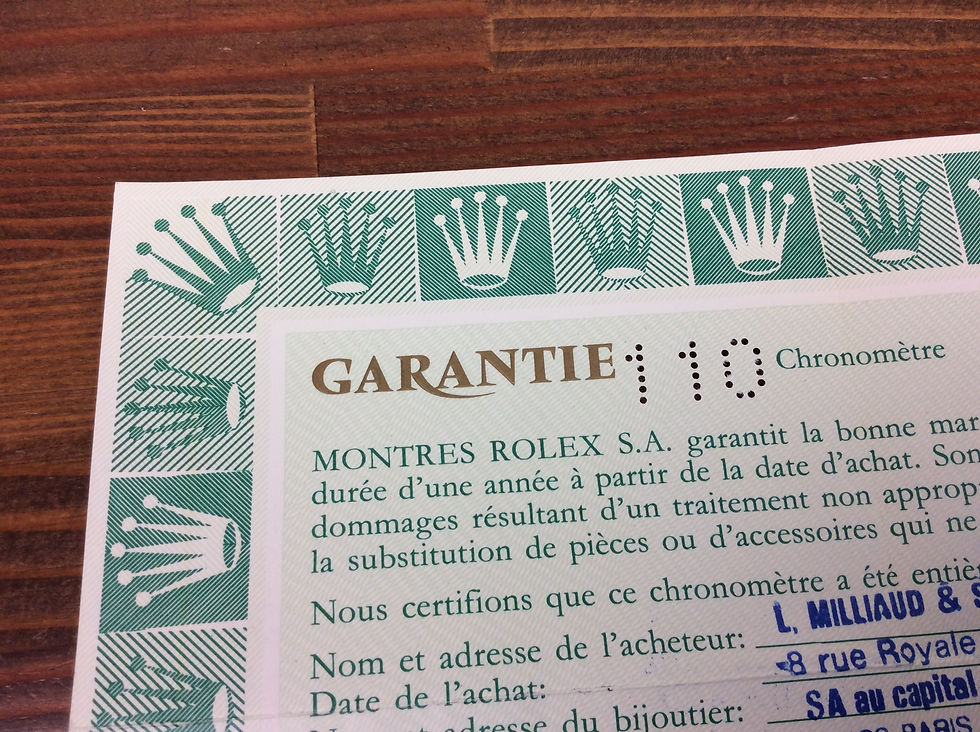 GARANTIE 110 Chronomètre
MONTRES ROLEX S.A. garantit la bonne mar
durée d'une année à partir de la date d'achat. Son
dommages résultant d'un traitement non approp
la substitution de pièces ou d'accessoires qui ne
Nous certifions que ce chronomètre a été entiè
L. MILLIAUD &
Nom et adresse de l'acheteur:
8 rue Royale
Date de l'achat:
SA au capital
adresse du bijoutier:
PARIS